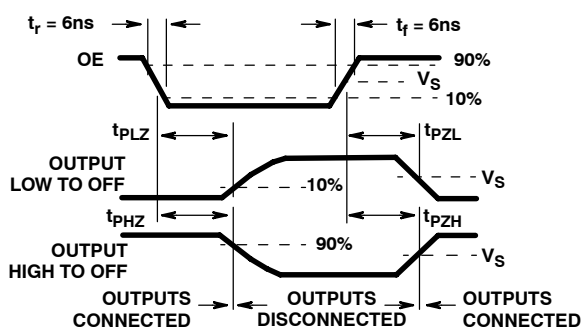 tr = 6ns
tf = 6ns
OE
90%
VS
10%
tPLZ
tPZL
OUTPUT
LOW TO OFF
10%
VS
tPHZ
tPZH
OUTPUT
HIGH TO OFF
90%
VS
OUTPUTS
CONNECTED
OUTPUTS
DISCONNECTED
OUTPUTS
CONNECTED